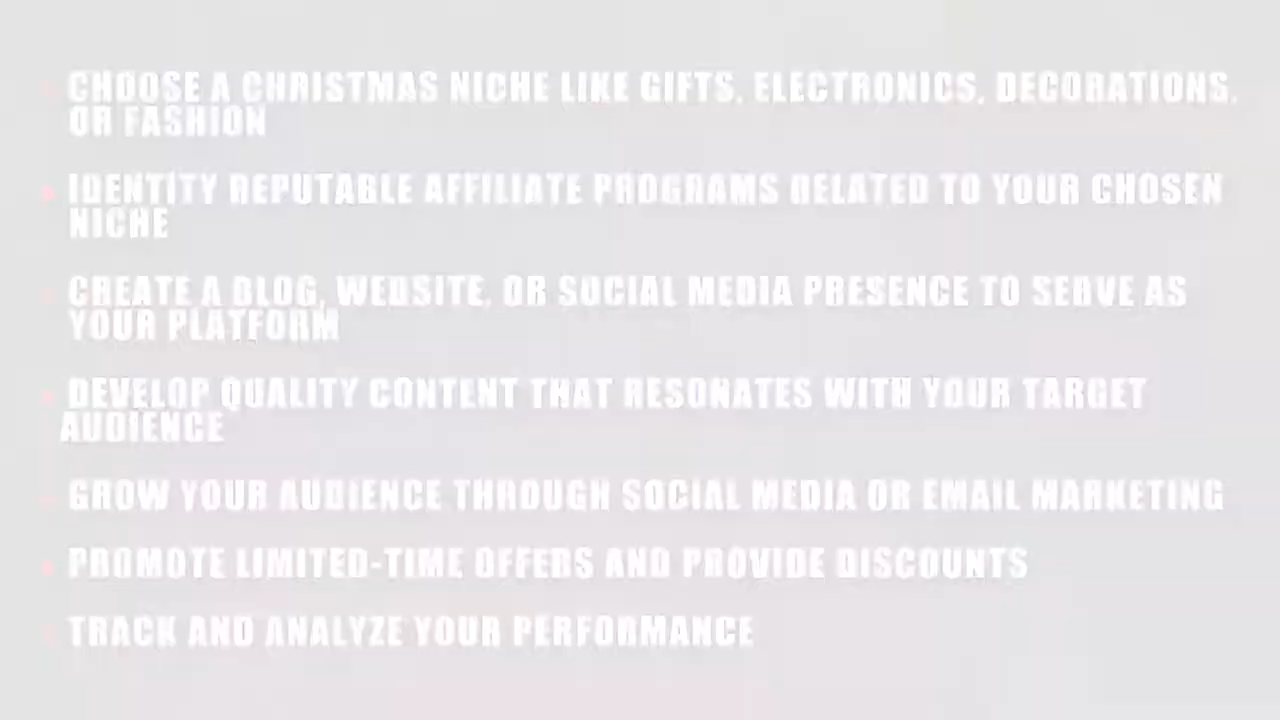 CHOOSE A CHRISTMAS NICHE LIKE GIFTS, ELECTRONICS, DECORATIONS,
OR FASHION
IDENTITY REPUTABLE AFFILIATE PROGRAMS RELATED TO YOUR CHOSEN
NICHE
CREATE A BLOG, WEBSITE, OR SOCIAL MEDIA PRESENCE TO SERVE AS
YOUR PLATFORM
DEVELOP QUALITY CONTENT THAT RESONATES WITH YOUR TARGET
AUDIENCE
GROW YOUR AUDIENCE THROUGH SOCIAL MEDIA OR EMAIL MARKETING
PROMOTE LIMITED-TIME OFFERS AND PROVIDE DISCOUNTS
TRACK AND ANALYZE YOUR PERFORMANCE